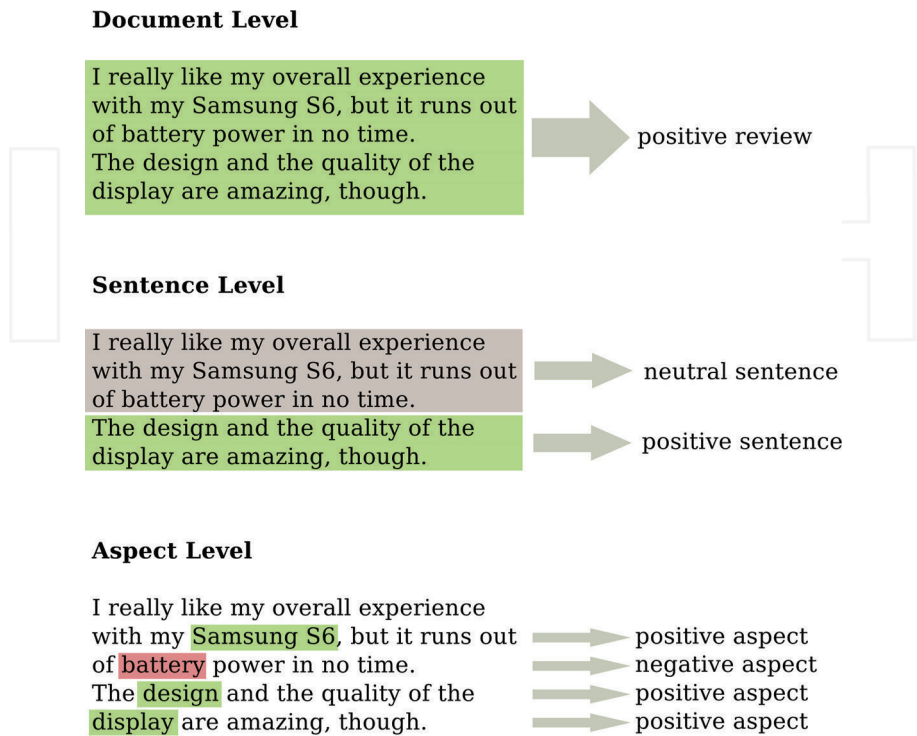 Document Level
I really like my overall experience
with my Samsung S6, but it runs out
of battery power in no time.
The design and the quality of the
display are amazing, though.
positive review
Sentence Level
I really like my overall experience
with my Samsung S6, but it runs out
of battery power in no time.
neutral sentence
The design and the quality of the
display are amazing, though.
positive sentence
Aspect Level
I really like my overall experience
with my Samsung S6, but it runs out
positive aspect
of battery power in no time.
negative aspect
The design and the quality of the
positive aspect
display are amazing, though.
positive aspect